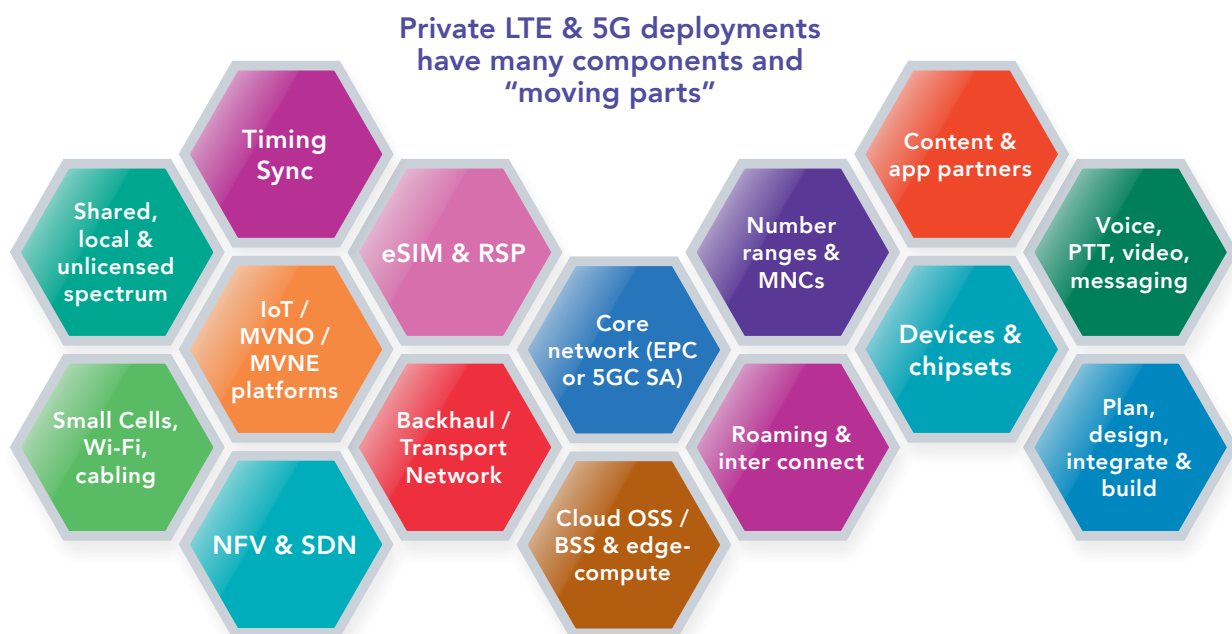 Private LTE & 5G deployments
have many components and
“moving parts”
Timing
Sync
Content &
app partners
Shared,
local &
unlicensed
spectrum
eSIM & RSP
Number
ranges &
MNCs
Voice,
PTT, video,
messaging
IoT /
MVNO /
MVNE
platforms
Core
network (EPC
or 5GC SA)
Devices &
chipsets
Small Cells,
Wi-Fi,
cabling
Backhaul /
Transport
Network
Roaming &
inter connect
Plan,
design,
integrate &
build
NFV & SDN
Cloud OSS /
BSS & edge-
compute